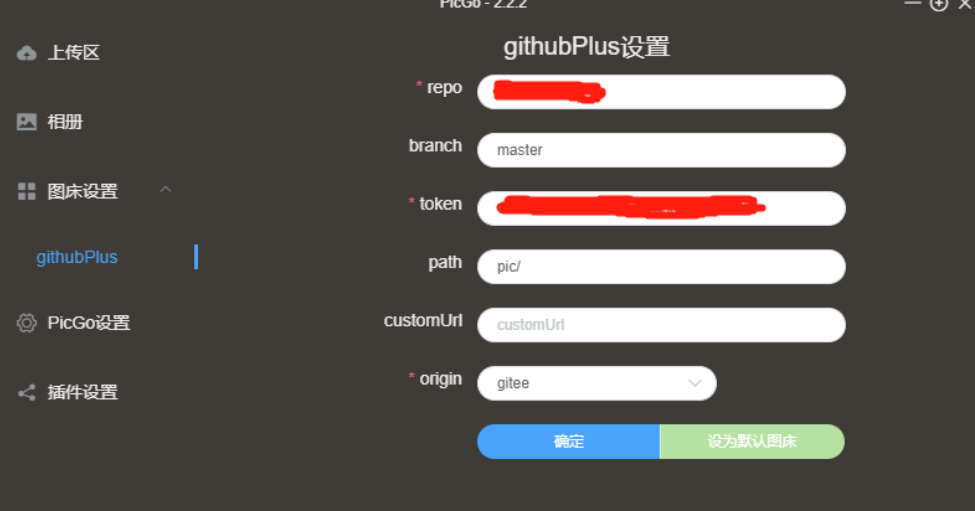 PicGo - 2.2.2
上传区
相册
图床设置
githubPlus
PicGo设置
插件设置
githubPlus设置
* repo
branch
master
* token
path
pic/
customUrl
customUrl
* origin
gitee
确定
设为默认图床